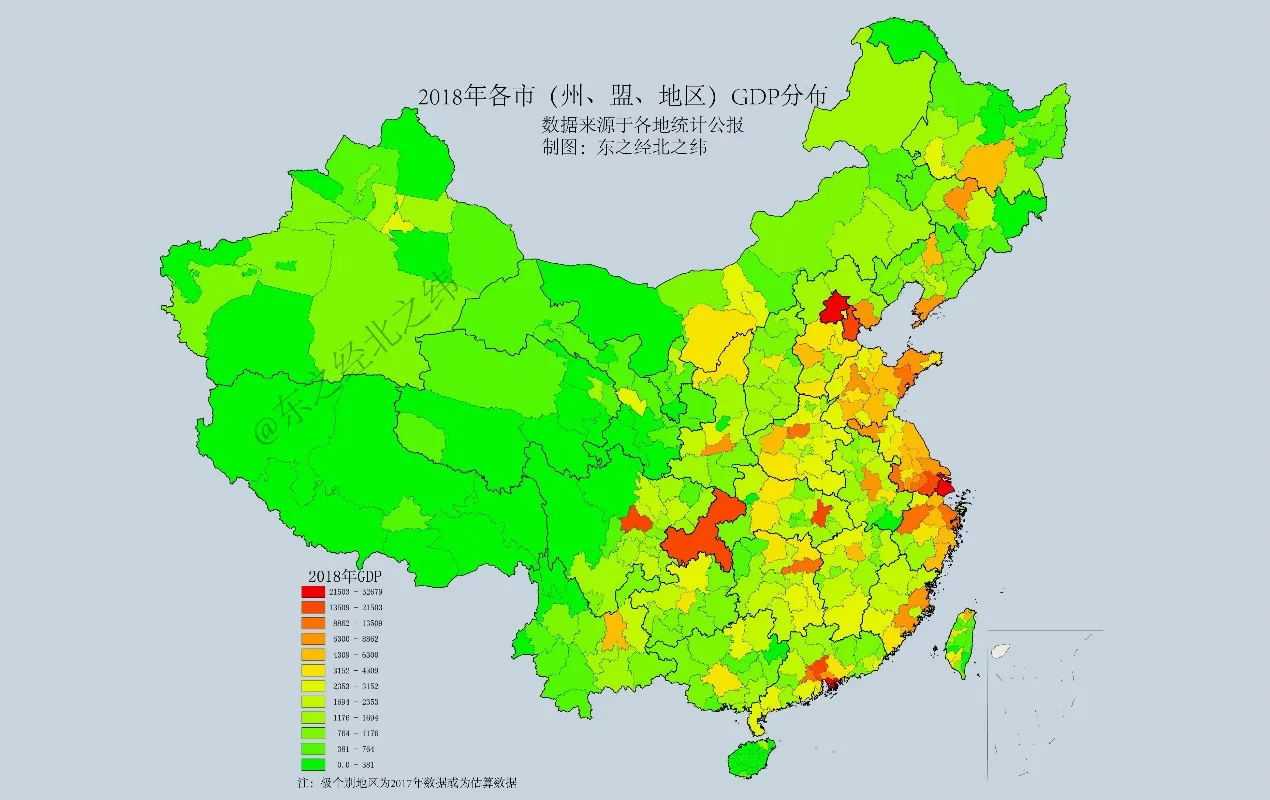 2018年各市（州、盟、地区）GDP分布
数据来源于各地统计公报
制图：东之经北之纬
@东之经北之纬
2018年GDP
21503 - 32679
13509 - 21503
8862 - 13509
6300 - 8862
4309 - 6300
3152 - 4309
2353 - 3152
1694 - 2353
1176 - 1694
764 - 1176
381 - 764
0.0 - 381
注：极个别地区为2017年数据或为估算数据